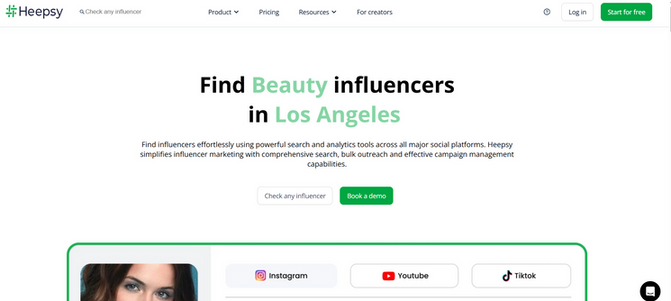 Heepsy
Check any influencer
Product
Pricing
Resources
For creators
Log in
Start for free
Find Beauty influencers
in Los Angeles
Find influencers effortlessly using powerful search and analytics tools across all major social platforms. Heepsy
simplifies influencer marketing with comprehensive search, bulk outreach and effective campaign management
capabilities.
Check any influencer
Book a demo
Instagram
Youtube
Tiktok